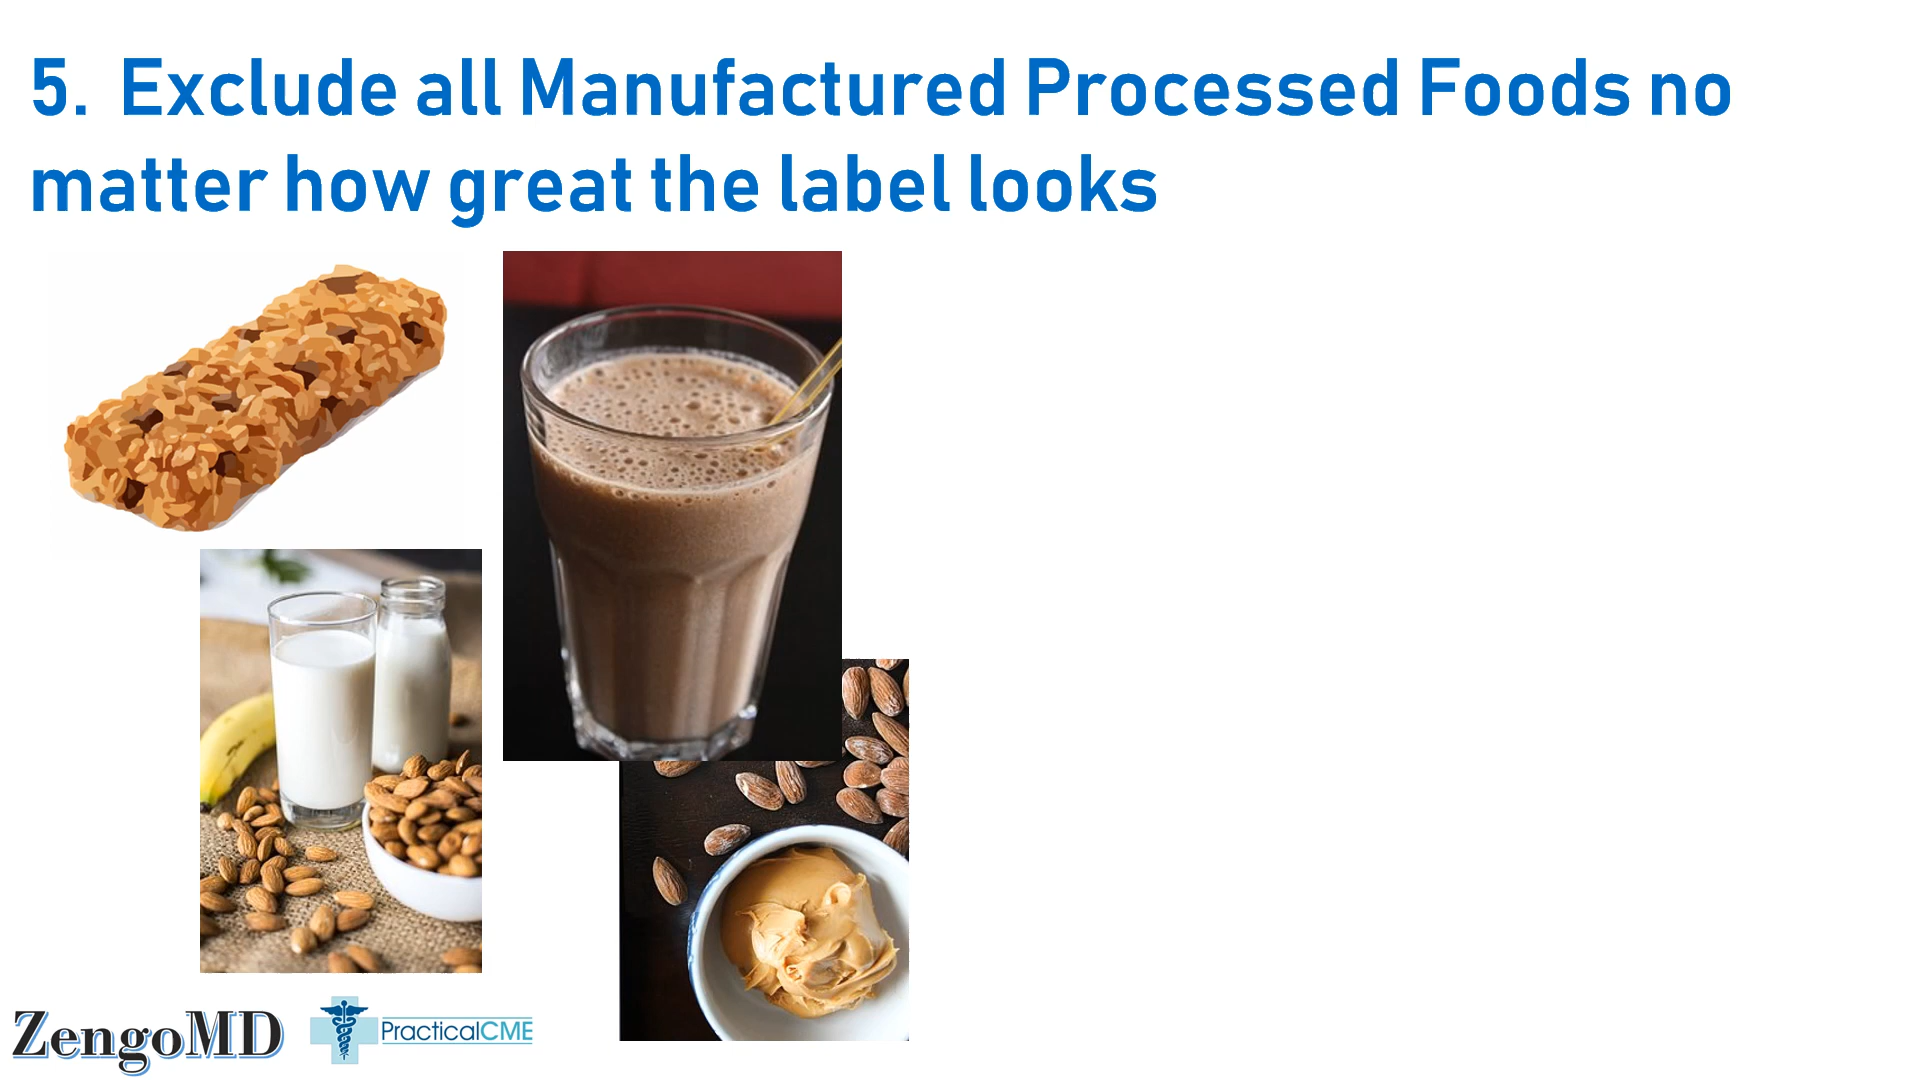 5. Exclude all Manufactured Processed Foods no
matter how great the label looks
ZengoMD
PracticalCME